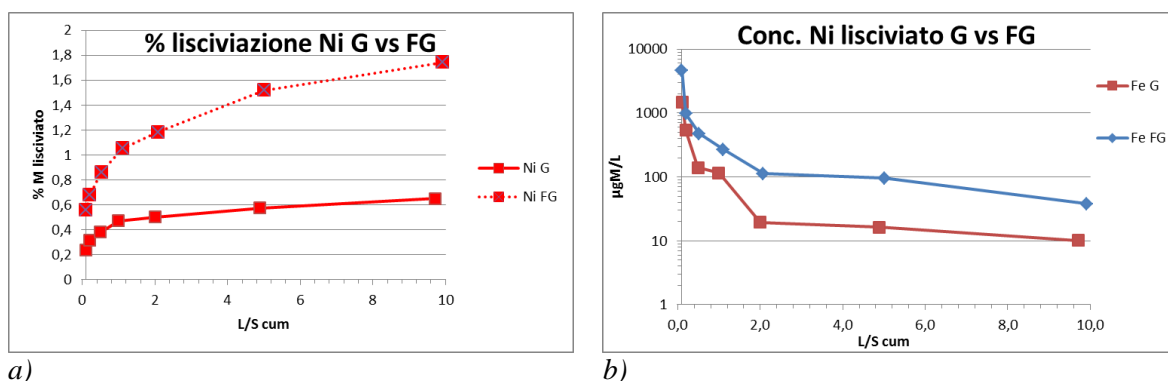 % lisciviazione Ni G vs FG
2
1,8
1,6
1,4
1,2
1
0,8
0,6
0,4
0,2
0
% M lisciviato
0 2 4 6 8 10
L/S cum
Ni G
Ni FG
a)
Conc. Ni lisciviato G vs FG
10000
1000
100
10
1
µgM/L
0,0 2,0 4,0 6,0 8,0 10,0
L/S cum
Fe G
Fe FG
b)